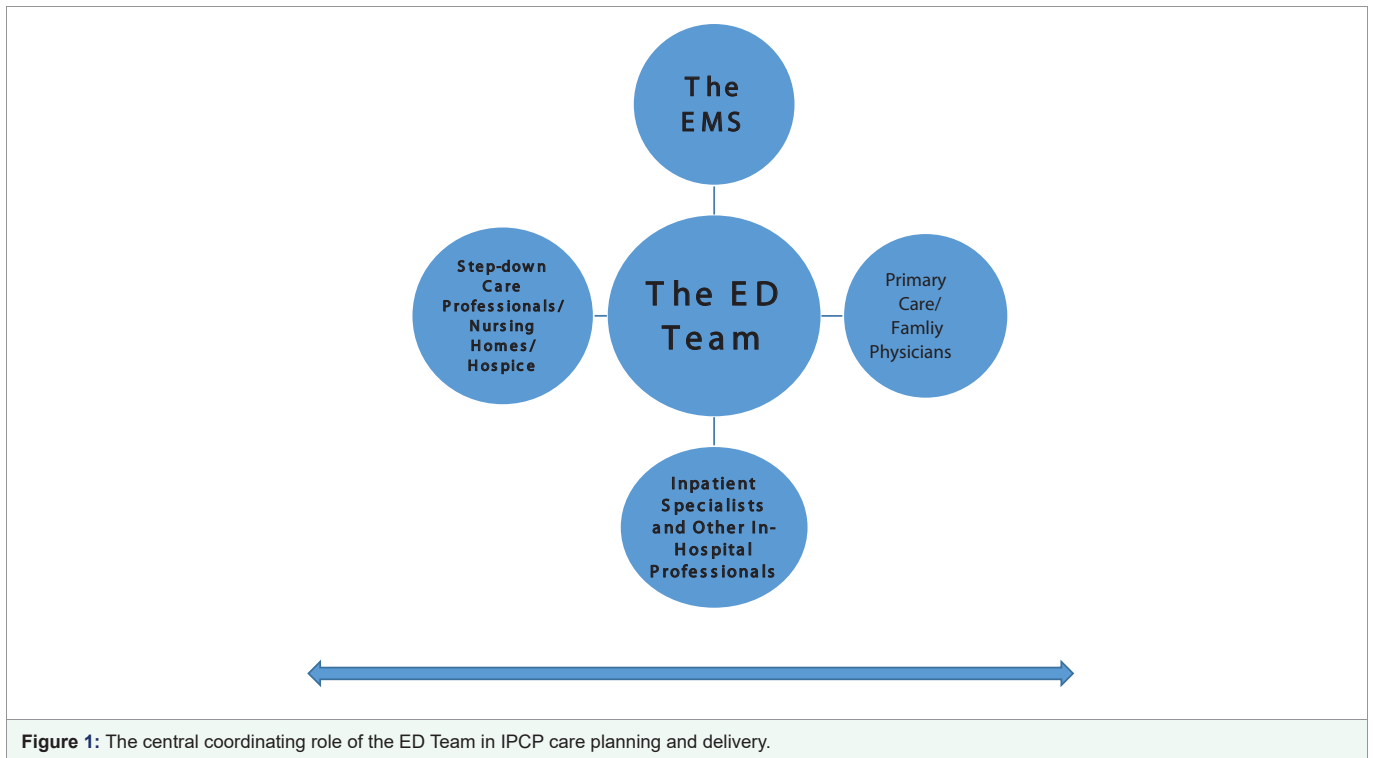 The
EMS
Step-down
Care
Professionals/
Nursing
Homes/
Hospice
The ED
Team
Primary
Care/
Famliy
Physicians
Inpatient
Specialists
and Other In-
Hospital
Professionals
Figure 1: The central coordinating role of the ED Team in IPCP care planning and delivery.